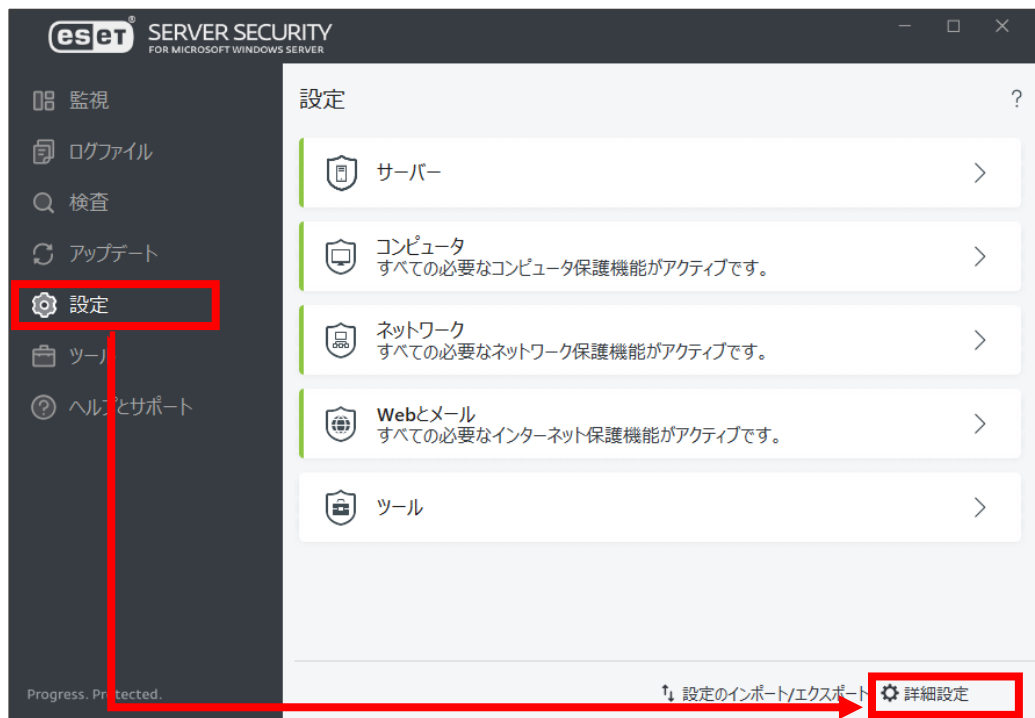 eset® SERVER SECURITY
FOR MICROSOFT WINDOWS SERVER
監視
ログファイル
検査
アップデート
設定
ツール
ヘルプとサポート
Progress. Protected.
設定
?
サーバー
コンピュータ
すべての必要なコンピュータ保護機能がアクティブです。
ネットワーク
すべての必要なネットワーク保護機能がアクティブです。
Webとメール
すべての必要なインターネット保護機能がアクティブです。
ツール
設定のインポート/エクスポート
詳細設定